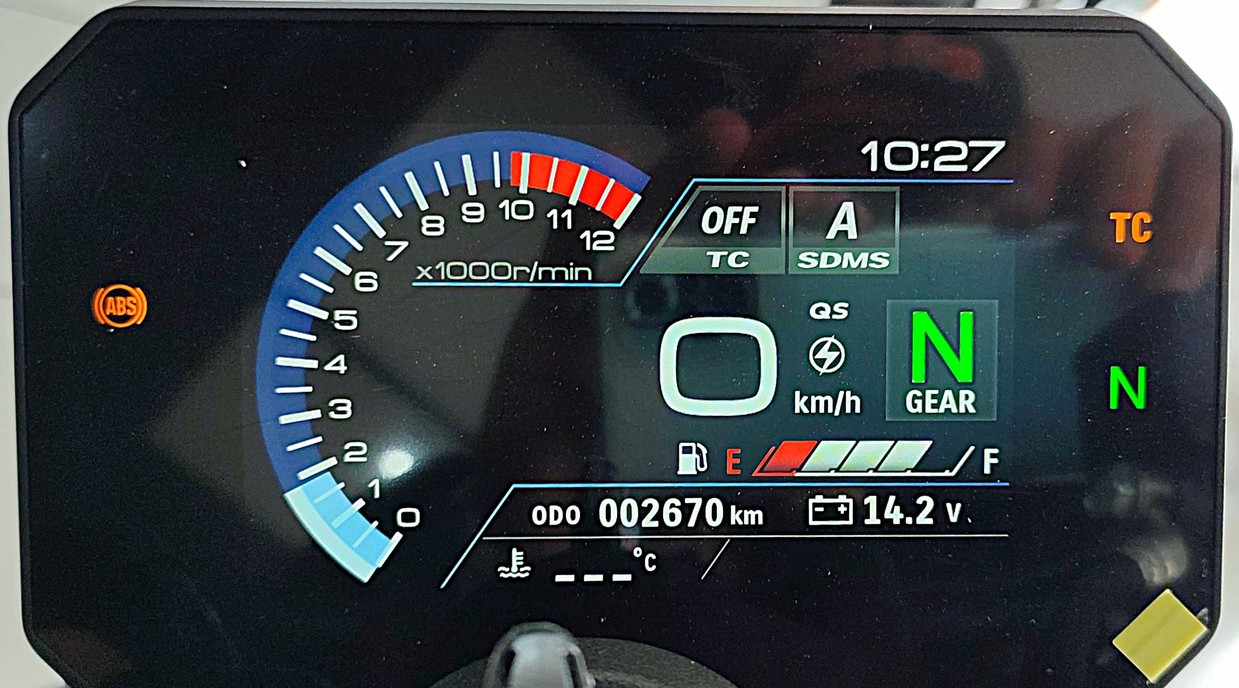 10:27
OFF A
TC SDMS
TC
12
11
10
9
8
7
x1000r/min
6
5
4
3
2
1
0
ABS
QS
0 km/h
N
GEAR
N
E F
ODO 002670 km 14.2 V
---°C